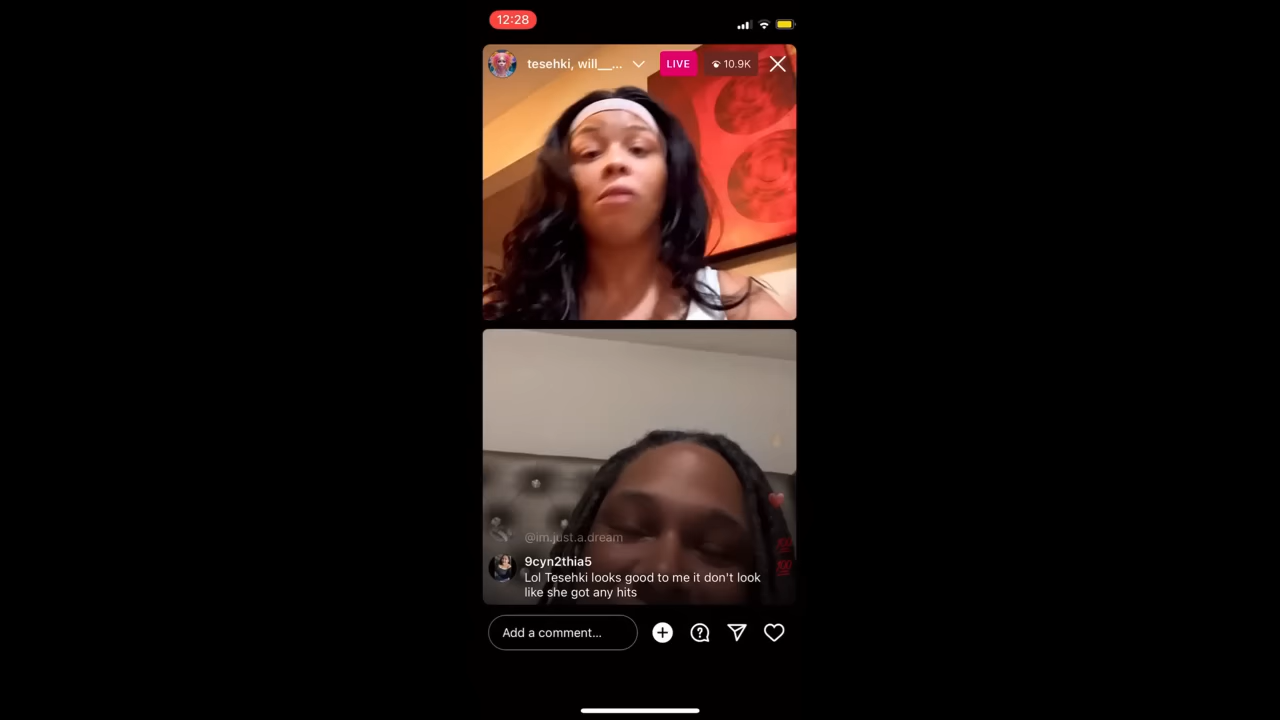 12:28
tesehki, will__...
LIVE
10.9K
@im.just.a.dream
9cyn2thia5
Lol Tesehki looks good to me it don't look
like she got any hits
Add a comment...